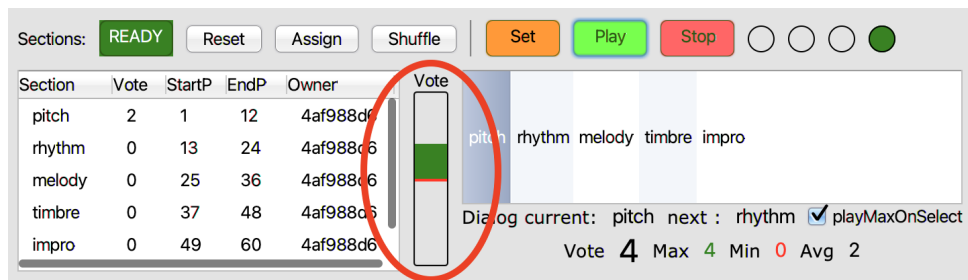 Sections: READY Reset Assign Shuffle Set Play Stop
Section Vote StartP EndP Owner
pitch 2 1 12 4af988d6
rhythm 0 13 24 4af988d6
melody 0 25 36 4af988d6
timbre 0 37 48 4af988d6
impro 49 60 4af988d6
Vote
pitch rhythm melody timbre impro
Dialog current: pitch next : rhythm playMaxOnSelect
Vote 4 Max 4 Min 0 Avg 2